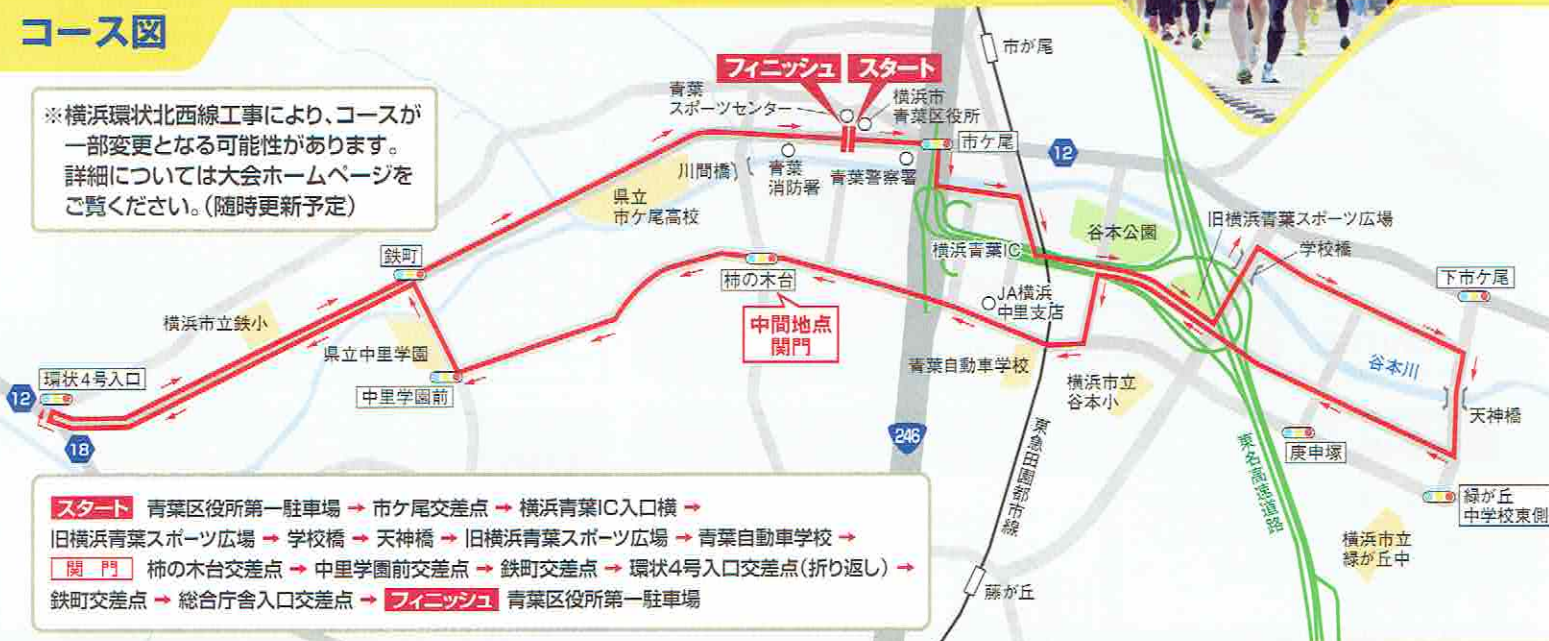 コース図
※横浜環状北西線工事により、コースが
一部変更となる可能性があります。
詳細については大会ホームページを
ご覧ください。(随時更新予定)
フィニッシュ
スタート
市が尾
青葉
スポーツセンター
横浜市
青葉区役所
市ケ尾
12
川間橋
青葉
消防署
青葉警察署
県立
市ケ尾高校
谷本公園
旧横浜青葉スポーツ広場
学校橋
横浜青葉IC
鉄町
柿の木台
下市ケ尾
JA横浜
中里支店
中間地点
関門
横浜市立鉄小
県立中里学園
青葉自動車学校
谷本川
環状4号入口
横浜市立
谷本小
12
中里学園前
天神橋
18
246
東急田園都市線
東名高速道路
庚申塚
緑が丘
中学校東側
横浜市立
緑が丘中
藤が丘
スタート 青葉区役所第一駐車場 → 市ケ尾交差点 → 横浜青葉IC入口横 →
旧横浜青葉スポーツ広場 → 学校橋 → 天神橋 → 旧横浜青葉スポーツ広場 → 青葉自動車学校 →
関門 柿の木台交差点 → 中里学園前交差点 → 鉄町交差点 → 環状4号入口交差点(折り返し) →
鉄町交差点 → 総合庁舎入口交差点 → フィニッシュ 青葉区役所第一駐車場